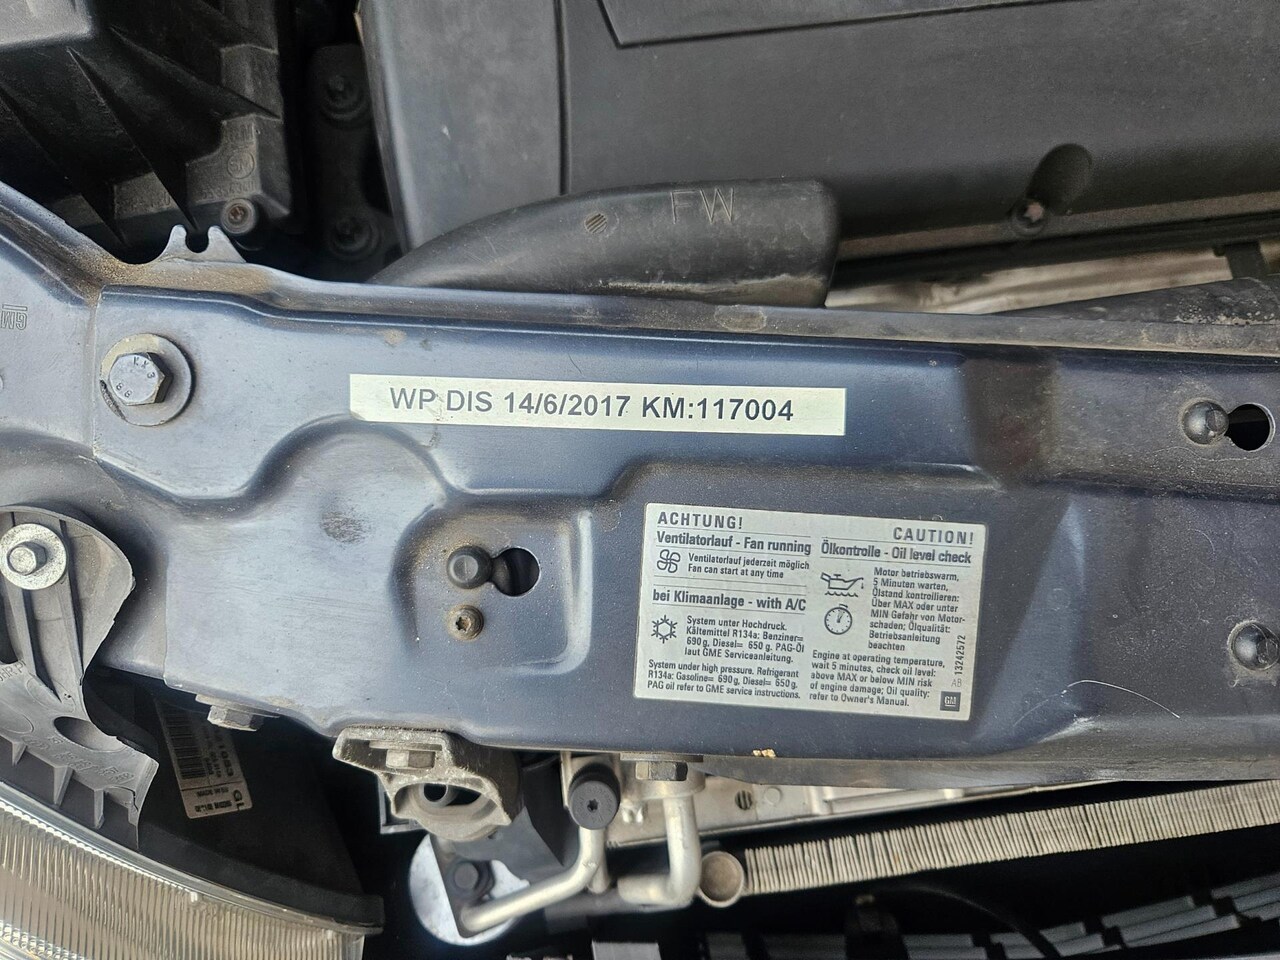 FW
GM
WP DIS 14/6/2017 KM:117004
ACHTUNG!
Ventilatorlauf - Fan running
Ventilatorlauf jederzeit möglich
Fan can start at any time
bei Klimaanlage - with A/C
System unter Hochdruck.
Kältemittel R134a: Benziner=
690g, Diesel= 650 g. PAG-Öl
laut GME Serviceanleitung.
System under high pressure. Refrigerant
R134a: Gasoline= 690g, Diesel= 650g.
PAG oil refer to GME service instructions.
CAUTION!
Ölkontrolle - Oil level check
Motor betriebswarm,
5 Minuten warten,
Ölstand kontrollieren:
Über MAX oder unter
MIN Gefahr von Motor-
schaden; Ölqualität:
Betriebsanleitung
beachten
Engine at operating temperature,
wait 5 minutes, check oil level:
above MAX or below MIN risk
of engine damage; Oil quality:
refer to Owner's Manual.
AB 13242572
GM